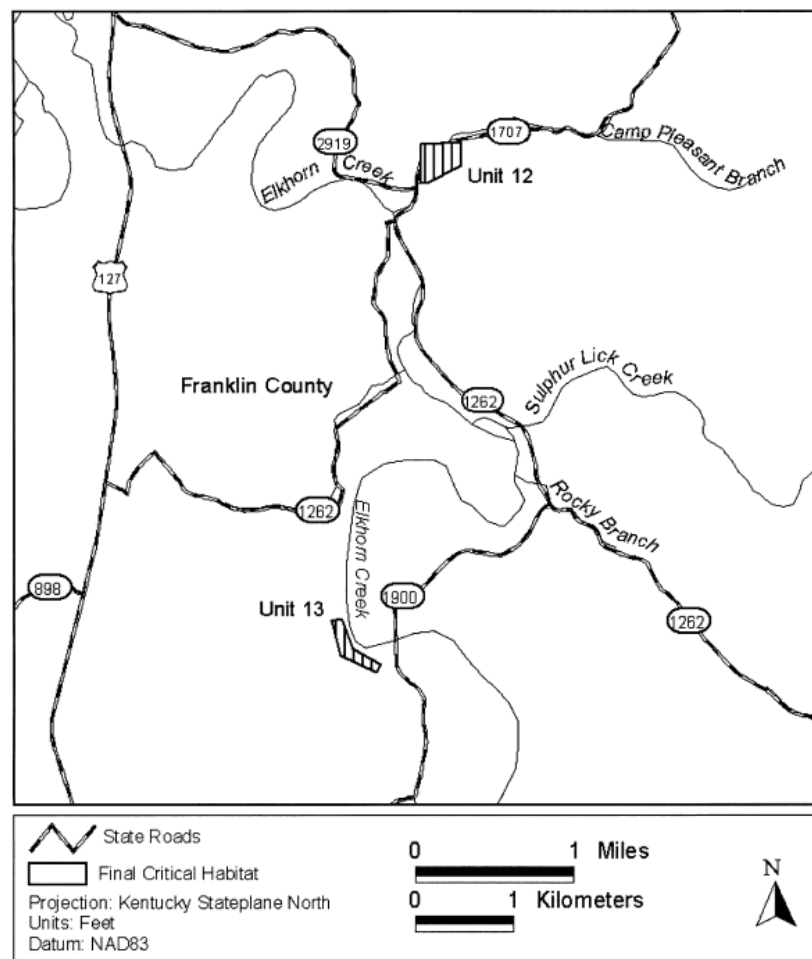 1707
Camp Pleasant Branch
2919
Elkhorn Creek
Unit 12
127
Sulphur Lick Creek
Franklin County
1262
1262
Rocky Branch
Elkhorn Creek
898
1900
Unit 13
1262
State Roads
Final Critical Habitat
Projection: Kentucky Stateplane North
Units: Feet
Datum: NAD83
0 1 Miles
0 1 Kilometers
N